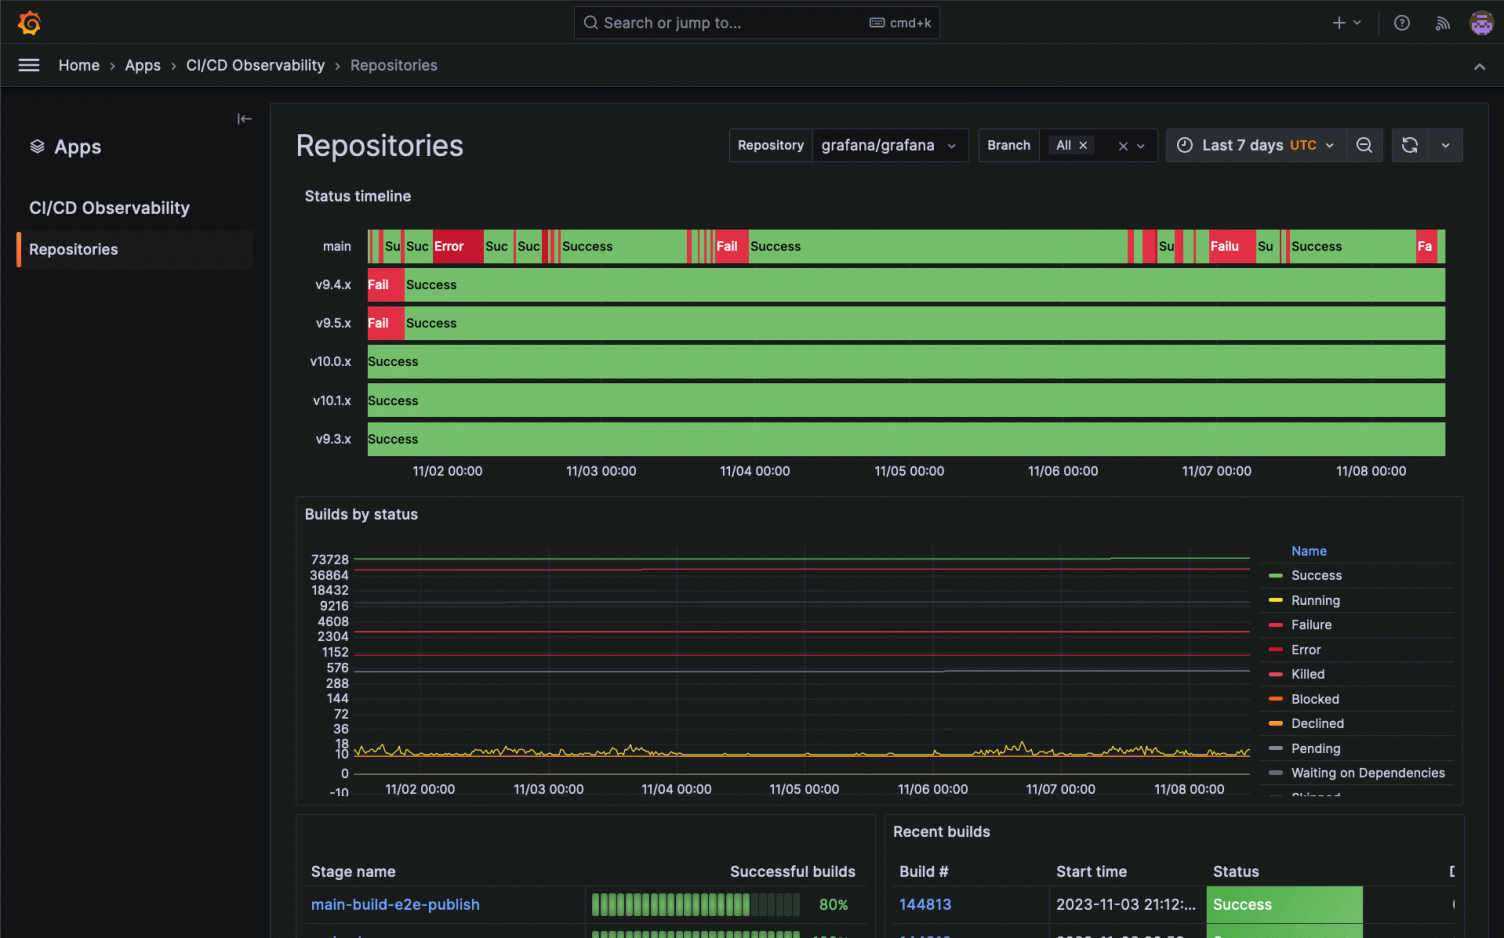 Search or jump to... cmd+k
Home › Apps › CI/CD Observability › Repositories
Apps
CI/CD Observability
Repositories
Repositories
Repository grafana/grafana Branch All × Last 7 days UTC
Status timeline
main Su Suc Error Suc Suc Success Fail Success Su Failu Su Success Fa
v9.4.x Fail Success
v9.5.x Fail Success
v10.0.x Success
v10.1.x Success
v9.3.x Success
11/02 00:00 11/03 00:00 11/04 00:00 11/05 00:00 11/06 00:00 11/07 00:00 11/08 00:00
Builds by status
73728
36864
18432
9216
4608
2304
1152
576
288
144
72
36
18
10
0
-10
11/02 00:00 11/03 00:00 11/04 00:00 11/05 00:00 11/06 00:00 11/07 00:00 11/08 00:00
Name
Success
Running
Failure
Error
Killed
Blocked
Declined
Pending
Waiting on Dependencies
Stage name Successful builds
main-build-e2e-publish 80%
Recent builds
Build # Start time Status
144813 2023-11-03 21:12:... Success